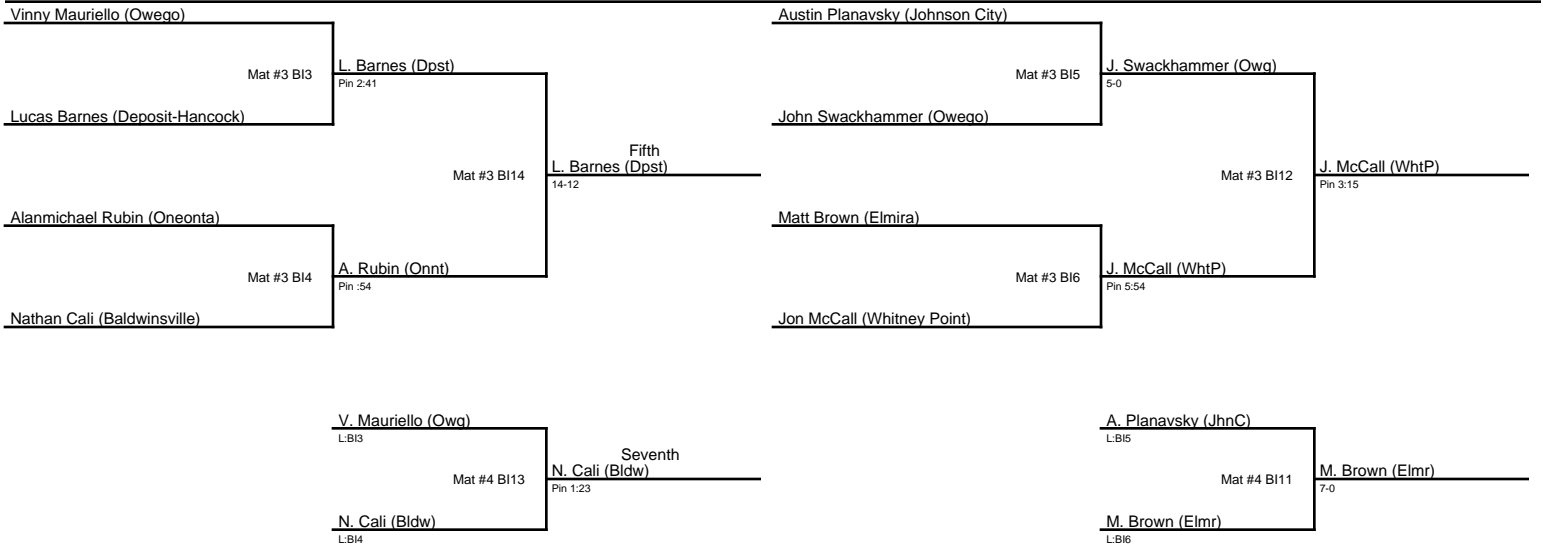 Vinny Mauriello (Owego)
Mat #3 BI3
L. Barnes (Dpst)
Pin 2:41
Lucas Barnes (Deposit-Hancock)
Mat #3 BI14
Fifth
L. Barnes (Dpst)
14-12
Alanmichael Rubin (Oneonta)
Mat #3 BI4
A. Rubin (Onnt)
Pin :54
Nathan Cali (Baldwinsville)
V. Mauriello (Owg)
L:BI3
Mat #4 BI13
Seventh
N. Cali (Bldw)
Pin 1:23
N. Cali (Bldw)
L:BI4
Austin Planavsky (Johnson City)
Mat #3 BI5
J. Swackhammer (Owg)
5-0
John Swackhammer (Owego)
Mat #3 BI12
J. McCall (WhtP)
Pin 3:15
Matt Brown (Elmira)
Mat #3 BI6
J. McCall (WhtP)
Pin 5:54
Jon McCall (Whitney Point)
A. Planavsky (JhnC)
L:BI5
Mat #4 BI11
M. Brown (Elmr)
7-0
M. Brown (Elmr)
L:BI6